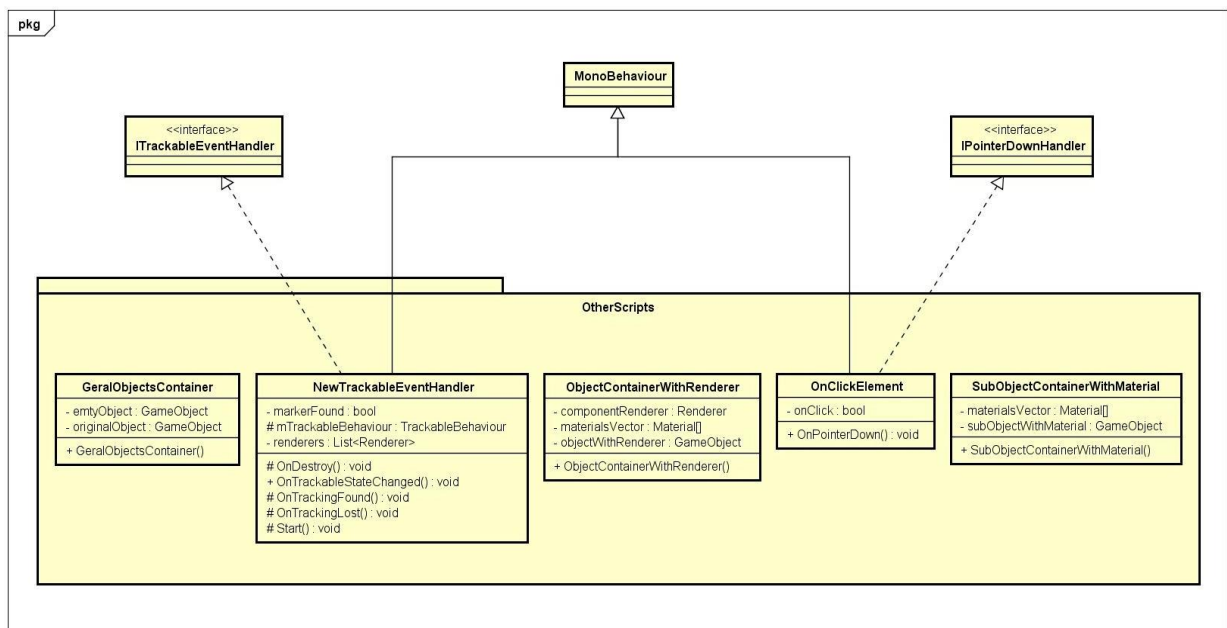 pkg
MonoBehaviour
<<interface>>
ITrackableEventHandler
<<interface>>
IPointerDownHandler
OtherScripts
GeralObjectsContainer
- emtyObject : GameObject
- originalObject : GameObject
+ GeralObjectsContainer()
NewTrackableEventHandler
- markerFound : bool
# mTrackableBehaviour : TrackableBehaviour
- renderers : List<Renderer>
# OnDestroy() : void
+ OnTrackableStateChanged() : void
# OnTrackingFound() : void
# OnTrackingLost() : void
# Start() : void
ObjectContainerWithRenderer
- componentRenderer : Renderer
- materialsVector : Material[]
- objectWithRenderer : GameObject
+ ObjectContainerWithRenderer()
OnClickElement
- onClick : bool
+ OnPointerDown() : void
SubObjectContainerWithMaterial
- materialsVector : Material[]
- subObjectWithMaterial : GameObject
+ SubObjectContainerWithMaterial()